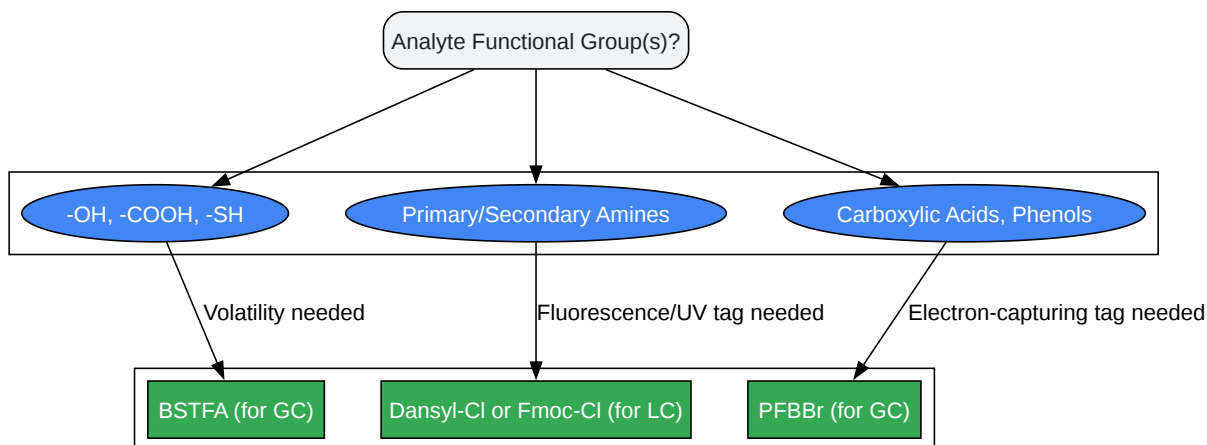 Analyte Functional Group(s)?
-OH, -COOH, -SH
Primary/Secondary Amines
Carboxylic Acids, Phenols
Volatility needed
Fluorescence/UV tag needed
Electron-capturing tag needed
BSTFA (for GC)
Dansyl-Cl or Fmoc-Cl (for LC)
PFBBr (for GC)